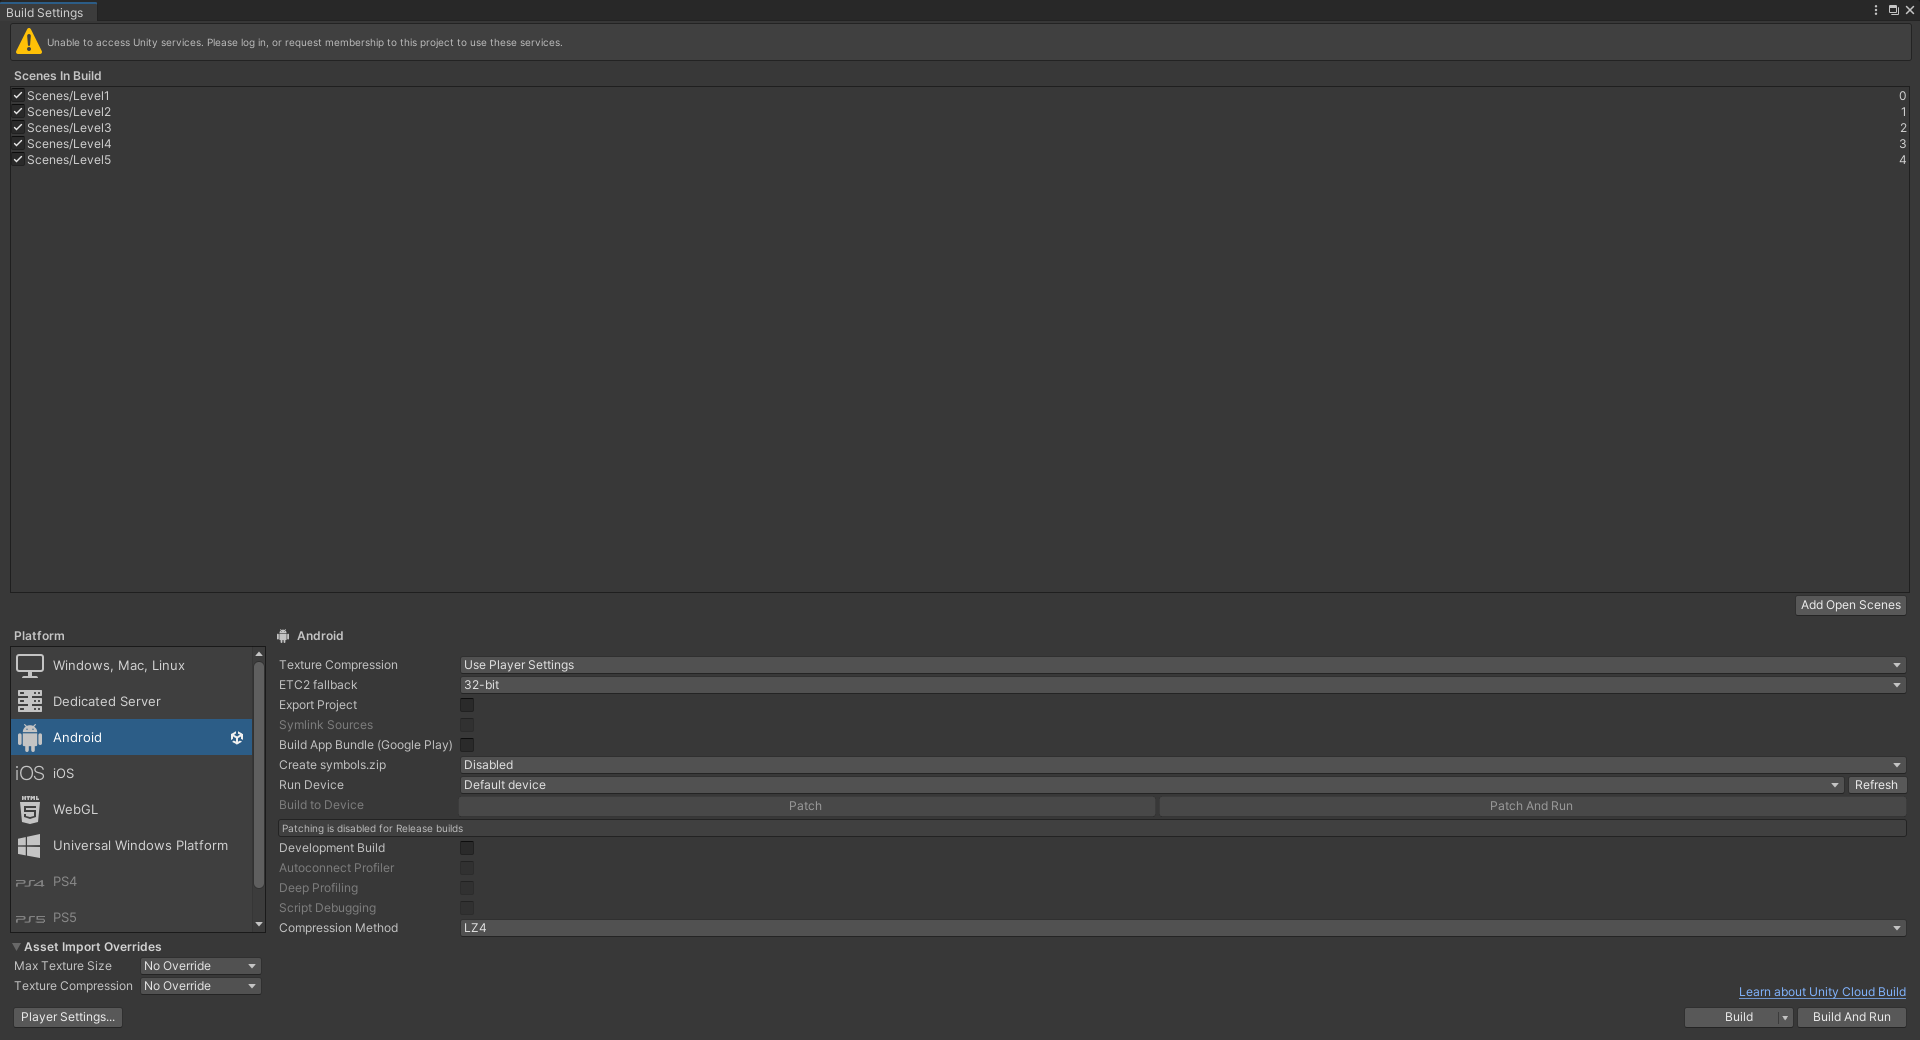 Build Settings
Unable to access Unity services. Please log in, or request membership to this project to use these services.
Scenes In Build
Scenes/Level1 0
Scenes/Level2 1
Scenes/Level3 2
Scenes/Level4 3
Scenes/Level5 4
Add Open Scenes
Platform
Windows, Mac, Linux
Dedicated Server
Android
iOS iOS
HTML 5 WebGL
Universal Windows Platform
PS4 PS4
PS5 PS5
Android
Texture Compression Use Player Settings
ETC2 fallback 32-bit
Export Project
Symlink Sources
Build App Bundle (Google Play)
Create symbols.zip Disabled
Run Device Default device Refresh
Build to Device Patch Patch And Run
Patching is disabled for Release builds
Development Build
Autoconnect Profiler
Deep Profiling
Script Debugging
Compression Method LZ4
Asset Import Overrides
Max Texture Size No Override
Texture Compression No Override
Learn about Unity Cloud Build
Player Settings... Build Build And Run